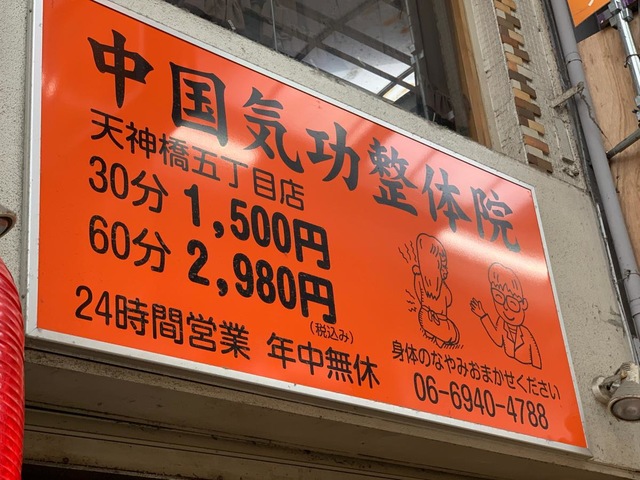 中国気功整体院
天神橋五丁目店
30分 1,500円
60分 2,980円
(税込み)
24時間営業 年中無休
身体のなやみおまかせください
06-6940-4788